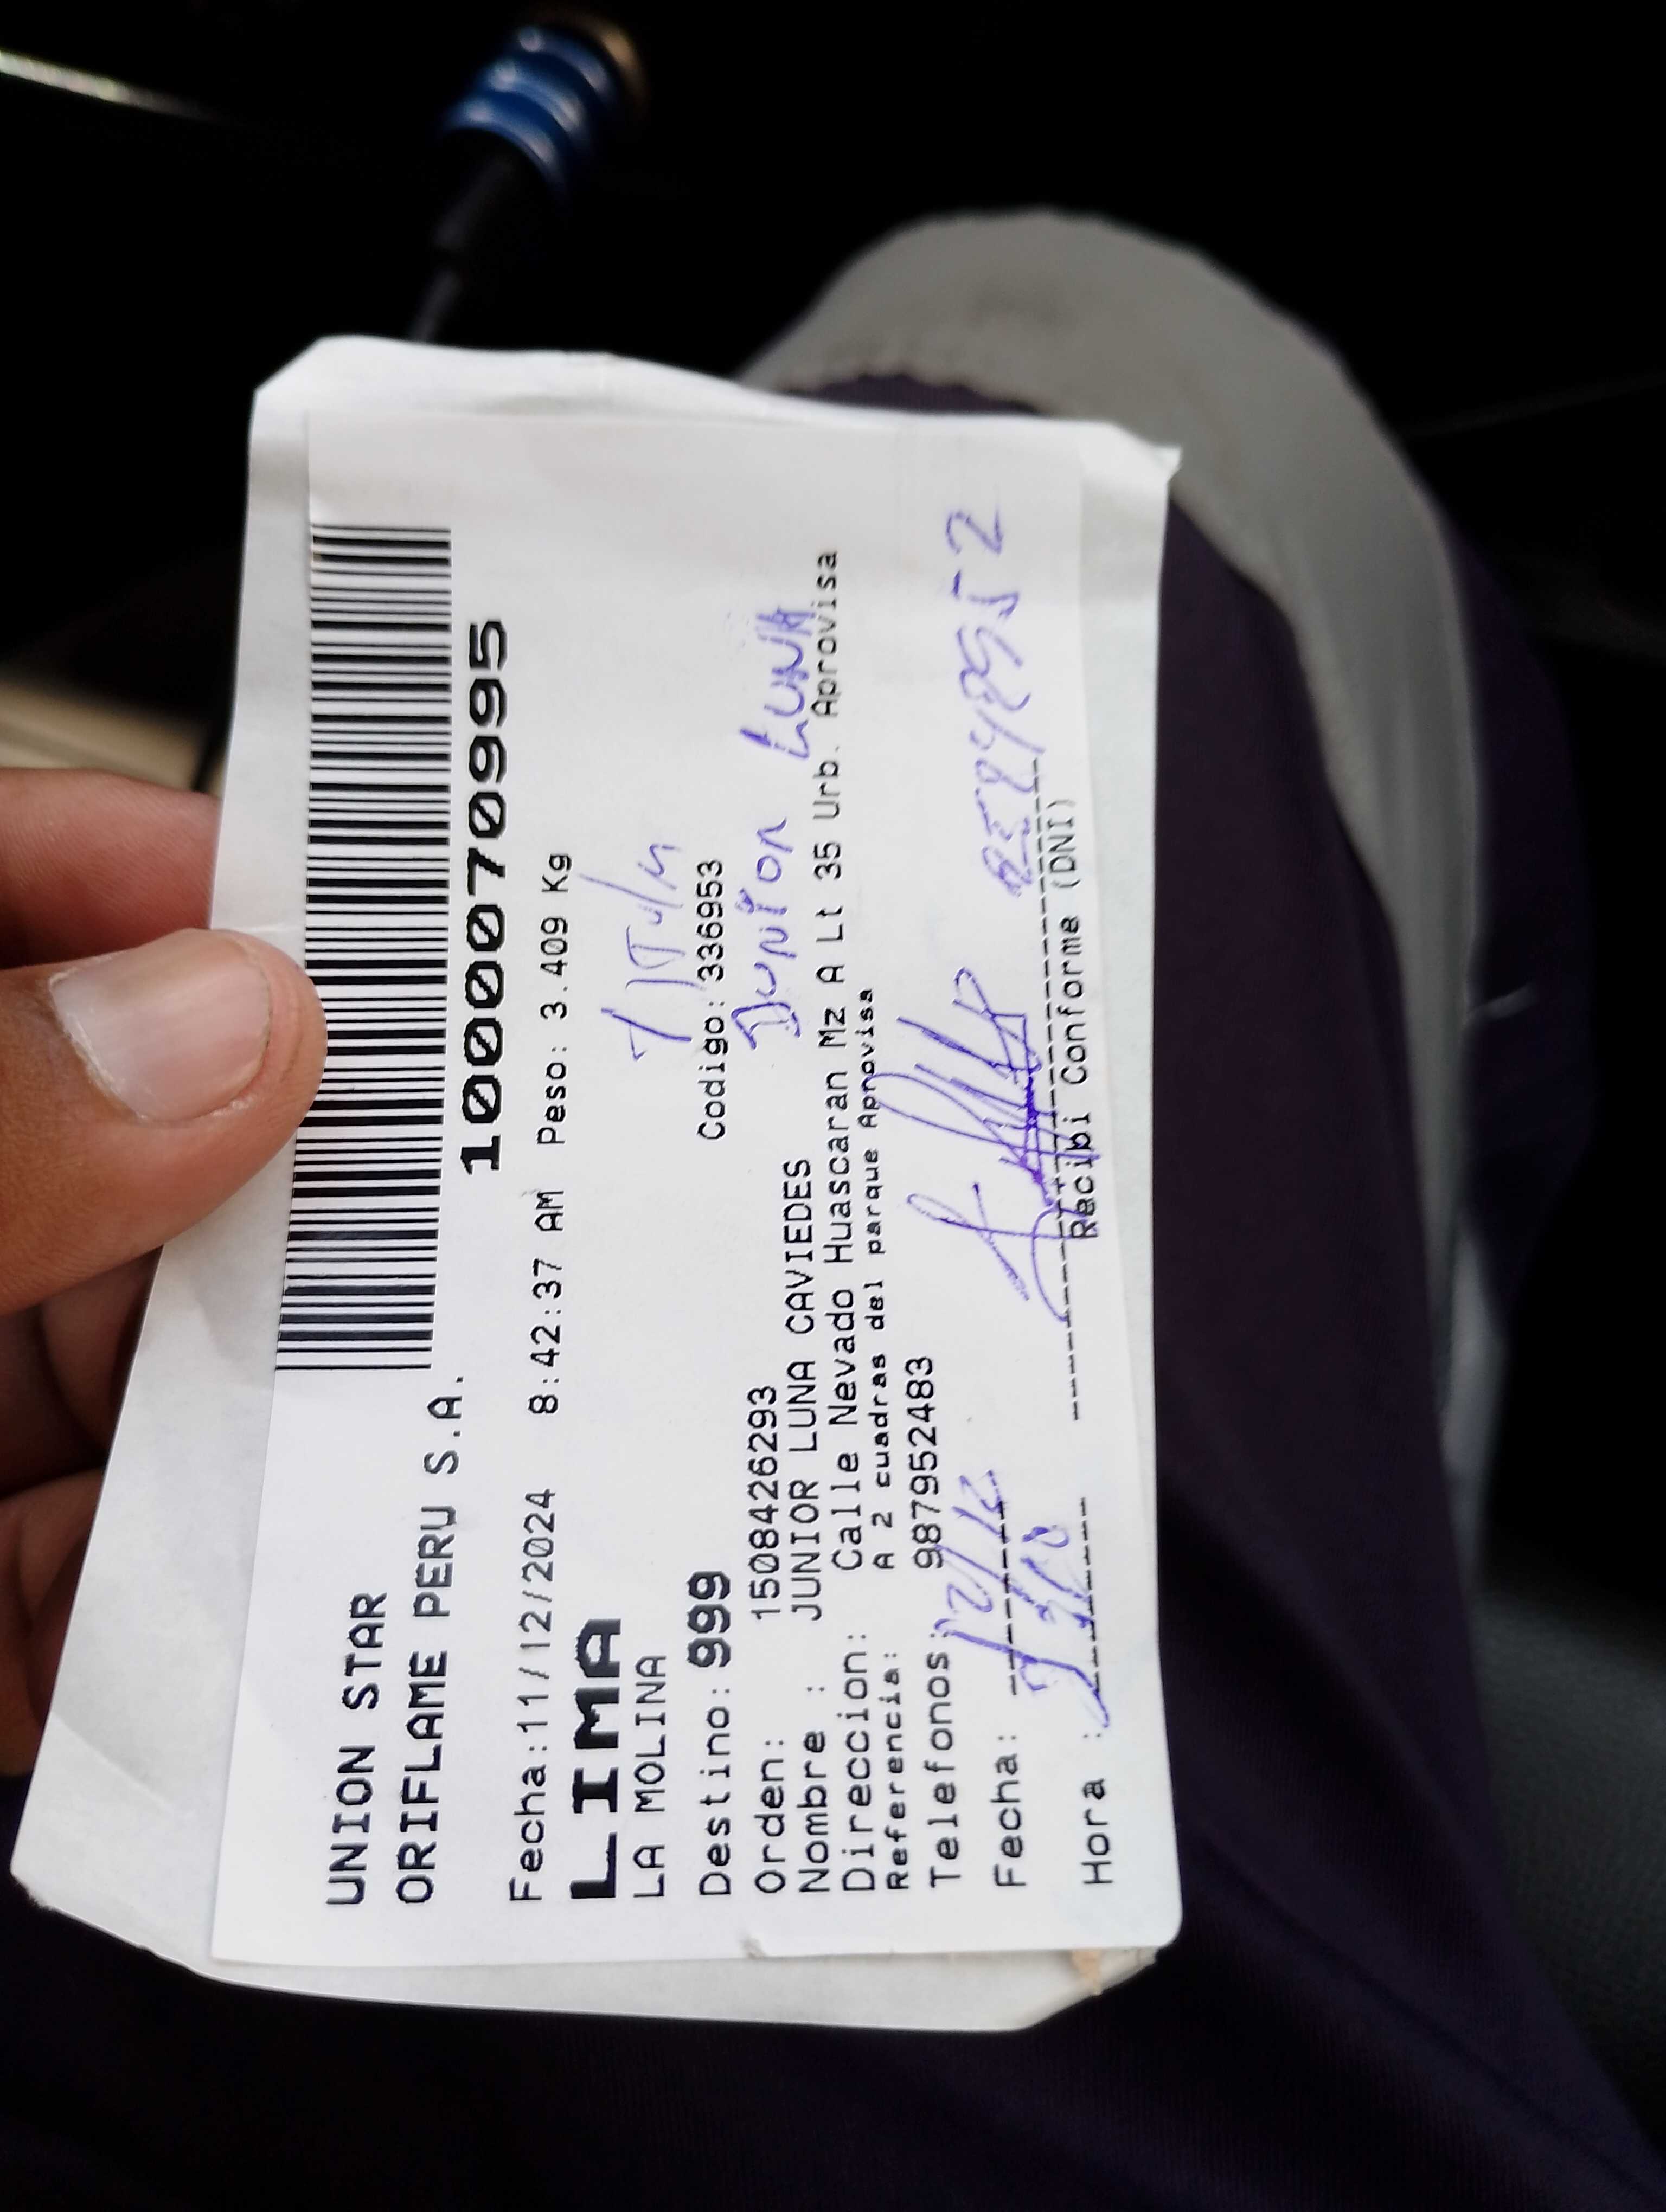 UNION STAR
ORIFLAME PERU S.A.
1000070995
Fecha:11/12/2024 8:42:37 AM Peso: 3.409 Kg
LIMA
LA MOLINA
Destino: 999 Codigo: 336953
Junior LUNA
Orden: 1508426293
Nombre : JUNIOR LUNA CAVIEDES
Direccion: Calle Nevado Huascaran Mz A Lt 35 Urb. Aprovisa
Referencia: A 2 cuadras del parque Aprovisa
Telefonos: 987952483
Fecha:
Hora :
Recibi Conforme (DNI)